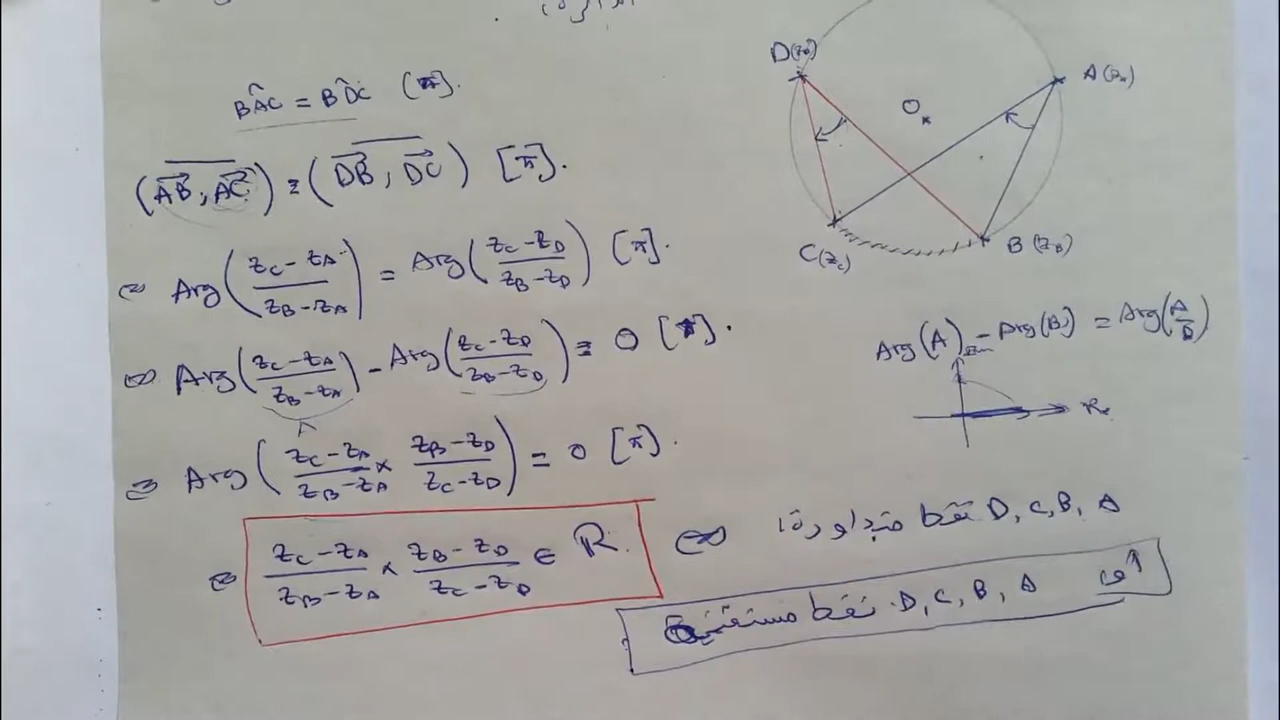 BÂC = BD̂C [π].
(AB→, AC→) ≡ (DB→, DC→) [π].
⇔ Arg((z_C - z_A)/(z_B - z_A)) = Arg((z_C - z_D)/(z_B - z_D)) [π].
⇔ Arg((z_C - z_A)/(z_B - z_A)) - Arg((z_C - z_D)/(z_B - z_D)) ≡ 0 [π].
⇔ Arg((z_C - z_A)/(z_B - z_A) × (z_B - z_D)/(z_C - z_D)) = 0 [π].
⇔ (z_C - z_A)/(z_B - z_A) × (z_B - z_D)/(z_C - z_D) ∈ ℝ. ⇔ A, B, C, D نقط متداورة
أو A, B, C, D نقط مستقيمية
D(z_D)
A(z_A)
O
C(z_C)
B(z_B)
Arg(A) - Arg(B) = Arg(A/B)
Im
Re